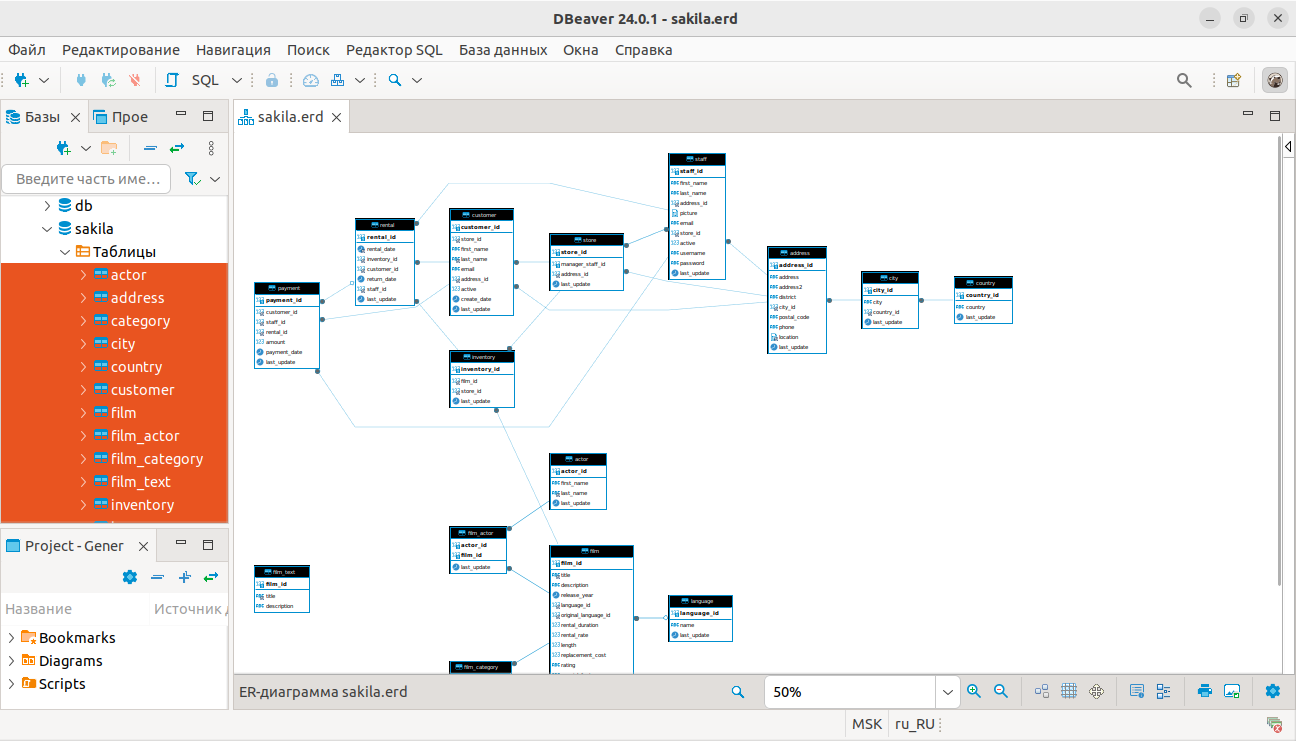 DBeaver 24.0.1 - sakila.erd
Файл Редактирование Навигация Поиск Редактор SQL База данных Окна Справка
SQL
Базы
Прое
sakila.erd
Введите часть име...
db
sakila
Таблицы
actor
address
category
city
country
customer
film
film_actor
film_category
film_text
inventory
Project - Gener
Название
Источник д
Bookmarks
Diagrams
Scripts
staff
staff_id
first_name
last_name
address_id
picture
email
store_id
active
username
password
last_update
customer
customer_id
store_id
first_name
last_name
email
address_id
active
create_date
last_update
rental
rental_id
rental_date
inventory_id
customer_id
return_date
staff_id
last_update
store
store_id
manager_staff_id
address_id
last_update
address
address_id
address
address2
district
city_id
postal_code
phone
location
last_update
city
city_id
city
country_id
last_update
country
country_id
country
last_update
payment
payment_id
customer_id
staff_id
rental_id
amount
payment_date
last_update
inventory
inventory_id
film_id
store_id
last_update
actor
actor_id
first_name
last_name
last_update
film_actor
actor_id
film_id
last_update
film
film_id
title
description
release_year
language_id
original_language_id
rental_duration
rental_rate
length
replacement_cost
rating
film_text
film_id
title
description
language
language_id
name
last_update
film_category
ER-диаграмма sakila.erd
50%
MSK
ru_RU